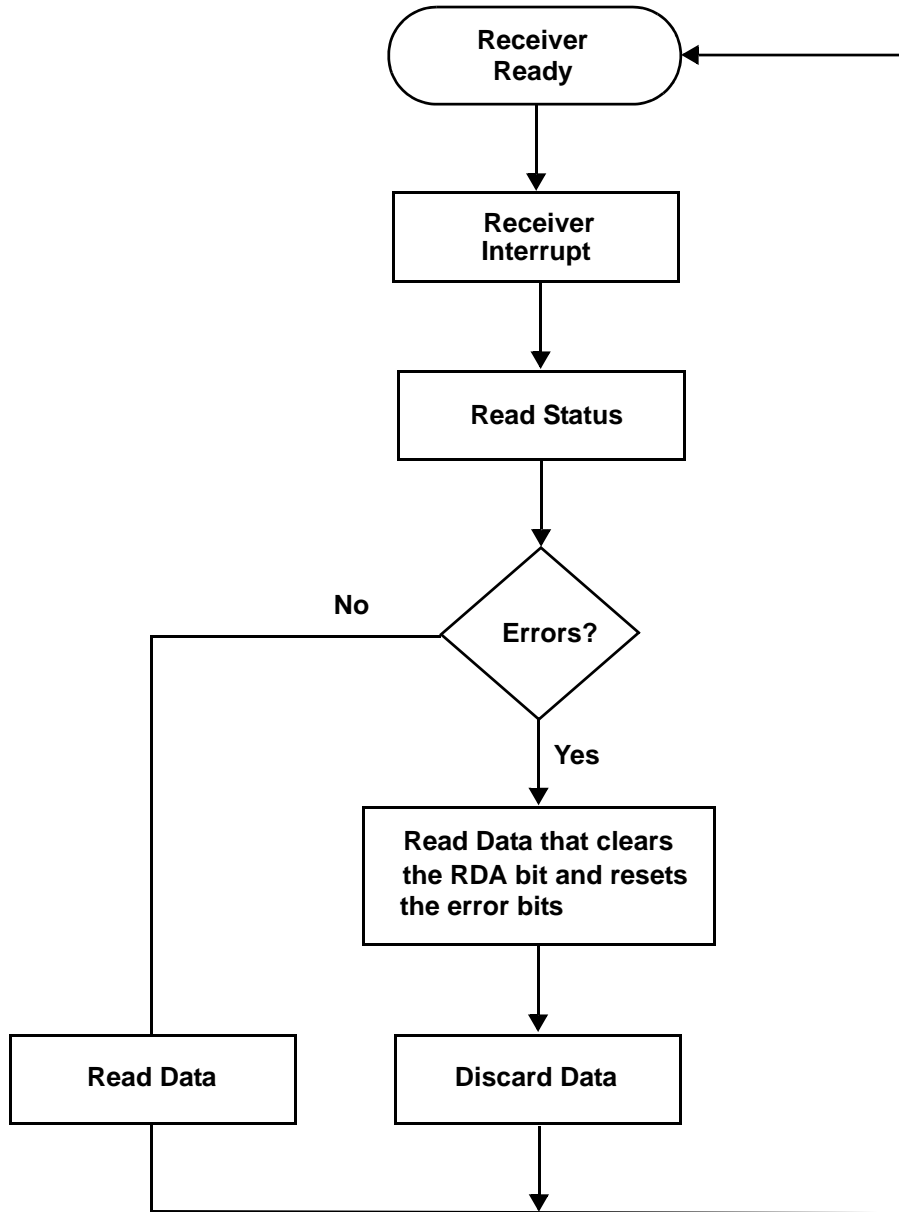 Receiver
Ready
Receiver
Interrupt
Read Status
No
Errors?
Yes
Read Data that clears
the RDA bit and resets
the error bits
Read Data
Discard Data